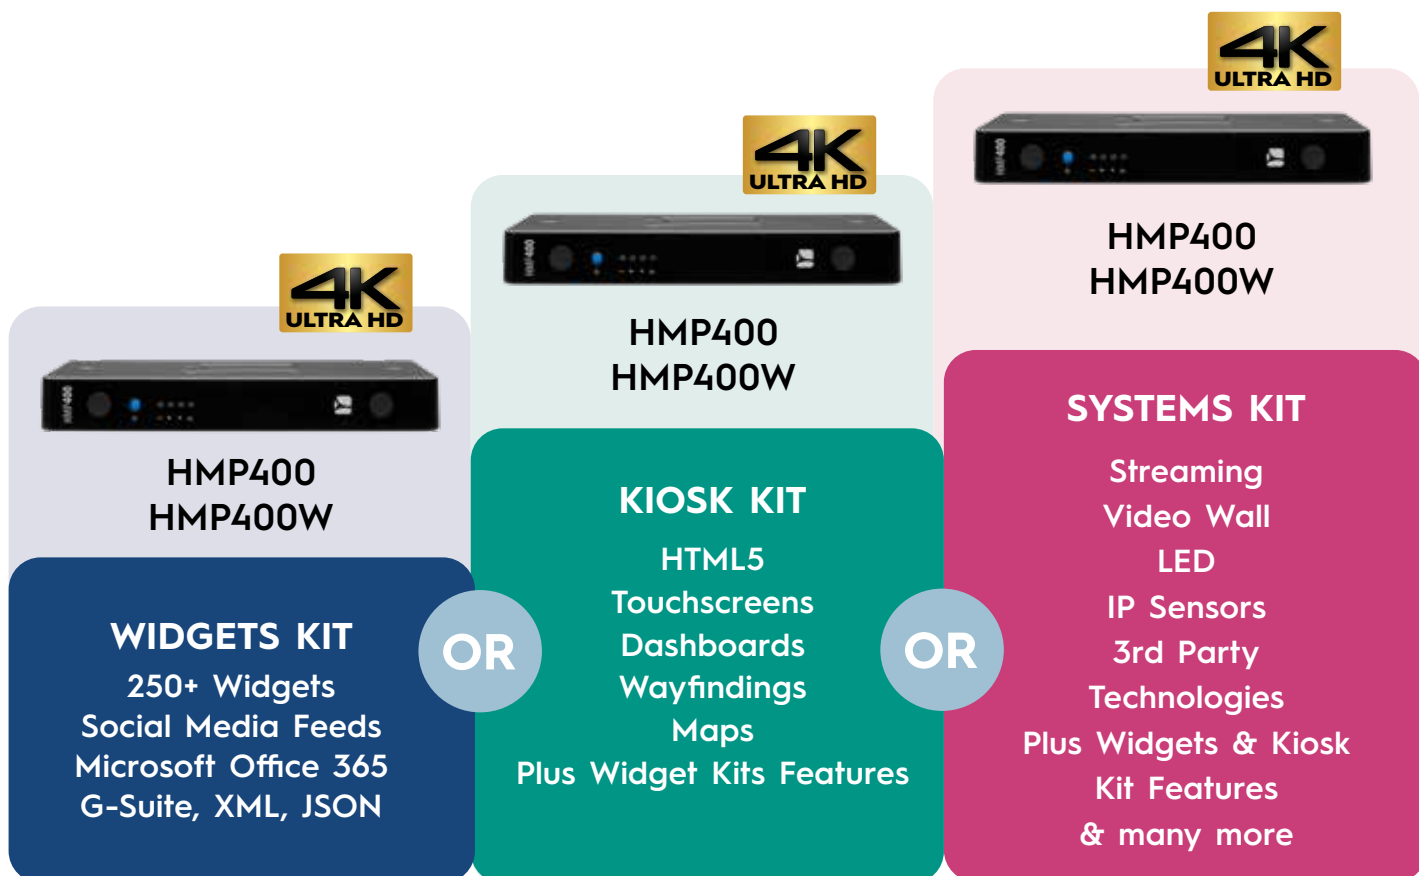 4K
ULTRA HD
HMP400
HMP400
HMP400W
WIDGETS KIT
250+ Widgets
Social Media Feeds
Microsoft Office 365
G-Suite, XML, JSON
OR
4K
ULTRA HD
HMP400
HMP400
HMP400W
KIOSK KIT
HTML5
Touchscreens
Dashboards
Wayfindings
Maps
Plus Widget Kits Features
OR
4K
ULTRA HD
HMP400
HMP400
HMP400W
SYSTEMS KIT
Streaming
Video Wall
LED
IP Sensors
3rd Party
Technologies
Plus Widgets & Kiosk
Kit Features
& many more